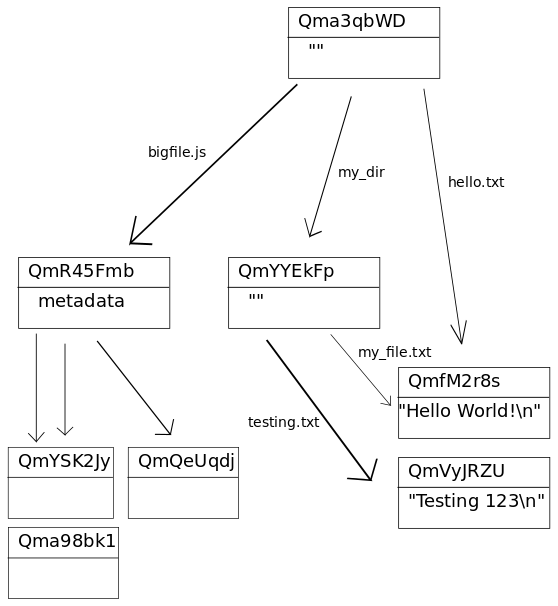 Qma3qbWD
""
bigfile.js
my_dir
hello.txt
QmR45Fmb
metadata
QmYYEkFp
""
my_file.txt
QmfM2r8s
"Hello World!\n"
testing.txt
QmYSK2Jy
QmQeUqdj
QmVyJRZU
"Testing 123\n"
Qma98bk1